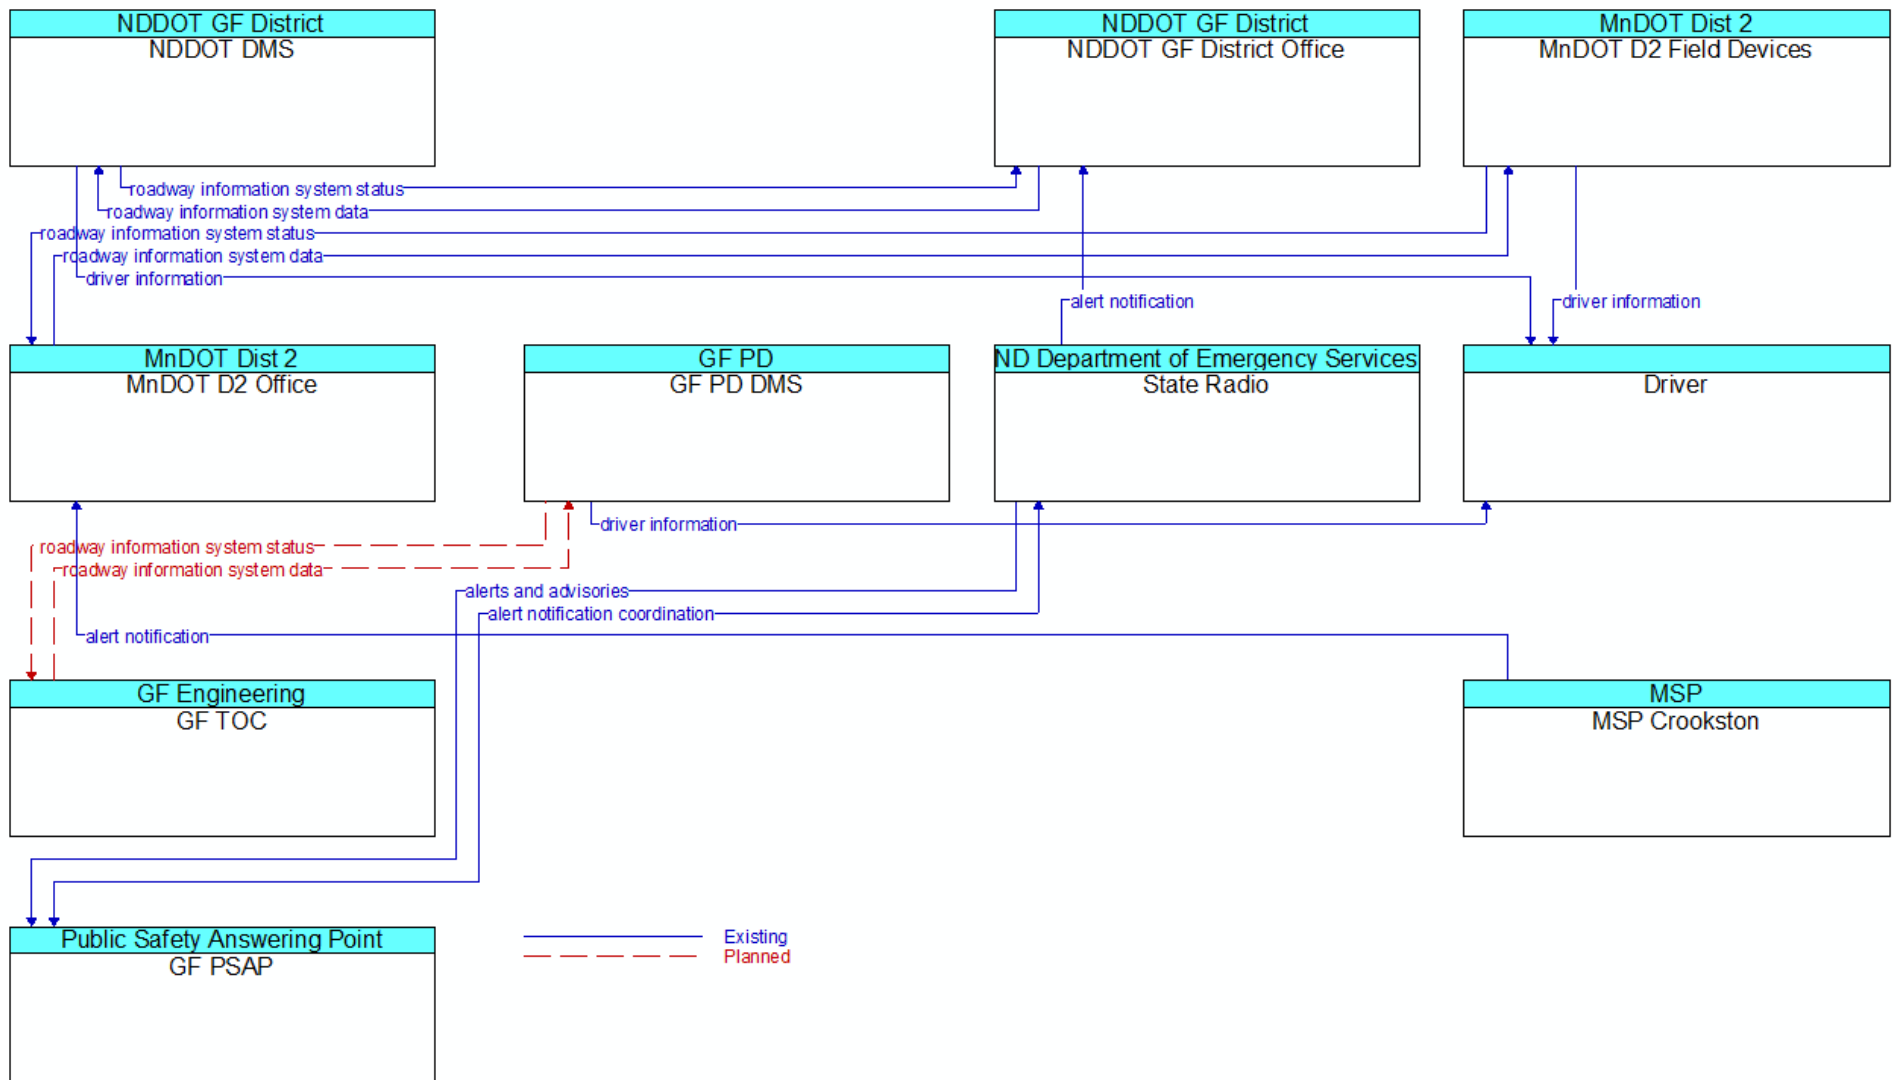 NDDOT GF District
NDDOT DMS
NDDOT GF District
NDDOT GF District Office
MnDOT Dist 2
MnDOT D2 Field Devices
roadway information system status
roadway information system data
roadway information system status
roadway information system data
driver information
alert notification
driver information
MnDOT Dist 2
MnDOT D2 Office
GF PD
GF PD DMS
ND Department of Emergency Services
State Radio
Driver
driver information
roadway information system status
roadway information system data
alerts and advisories
alert notification coordination
alert notification
GF Engineering
GF TOC
MSP
MSP Crookston
Public Safety Answering Point
GF PSAP
Existing
Planned